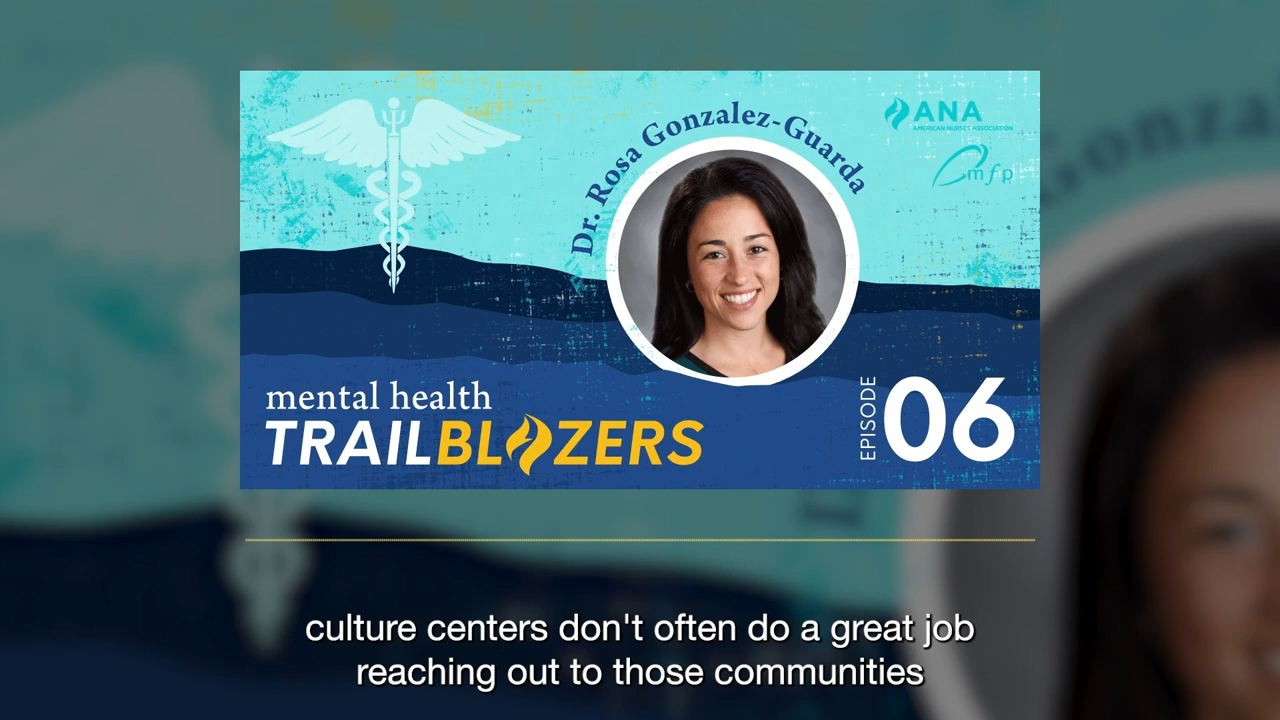 Dr. Rosa Gonzalez-Guarda
ANA
AMERICAN NURSES ASSOCIATION
mfp
mental health
TRAILBLAZERS
EPISODE
06
culture centers don't often do a great job
reaching out to those communities